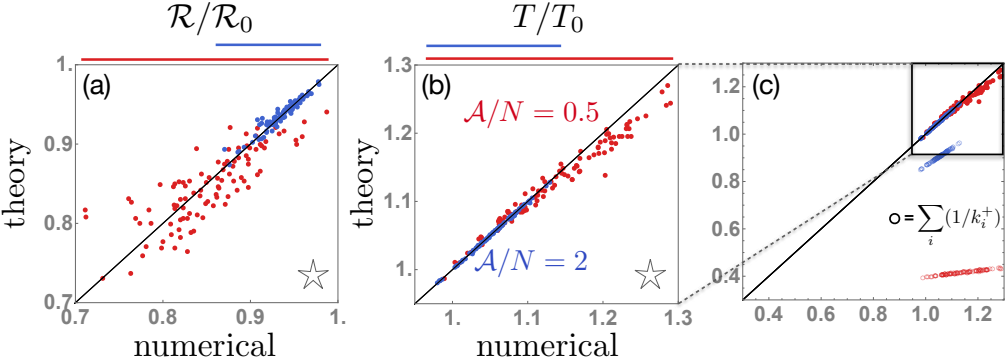 ℛ/ℛ₀
T/T₀
theory
1.
0.9
0.8
0.7
(a)
0.7
0.8
0.9
1.
numerical
theory
1.3
1.2
1.1
1.
(b)
𝒜/N = 0.5
𝒜/N = 2
1.
1.1
1.2
1.3
numerical
(c)
1.2
1.0
0.8
0.6
0.4
o=∑ᵢ(1/kᵢ⁺)
0.4
0.6
0.8
1.0
1.2